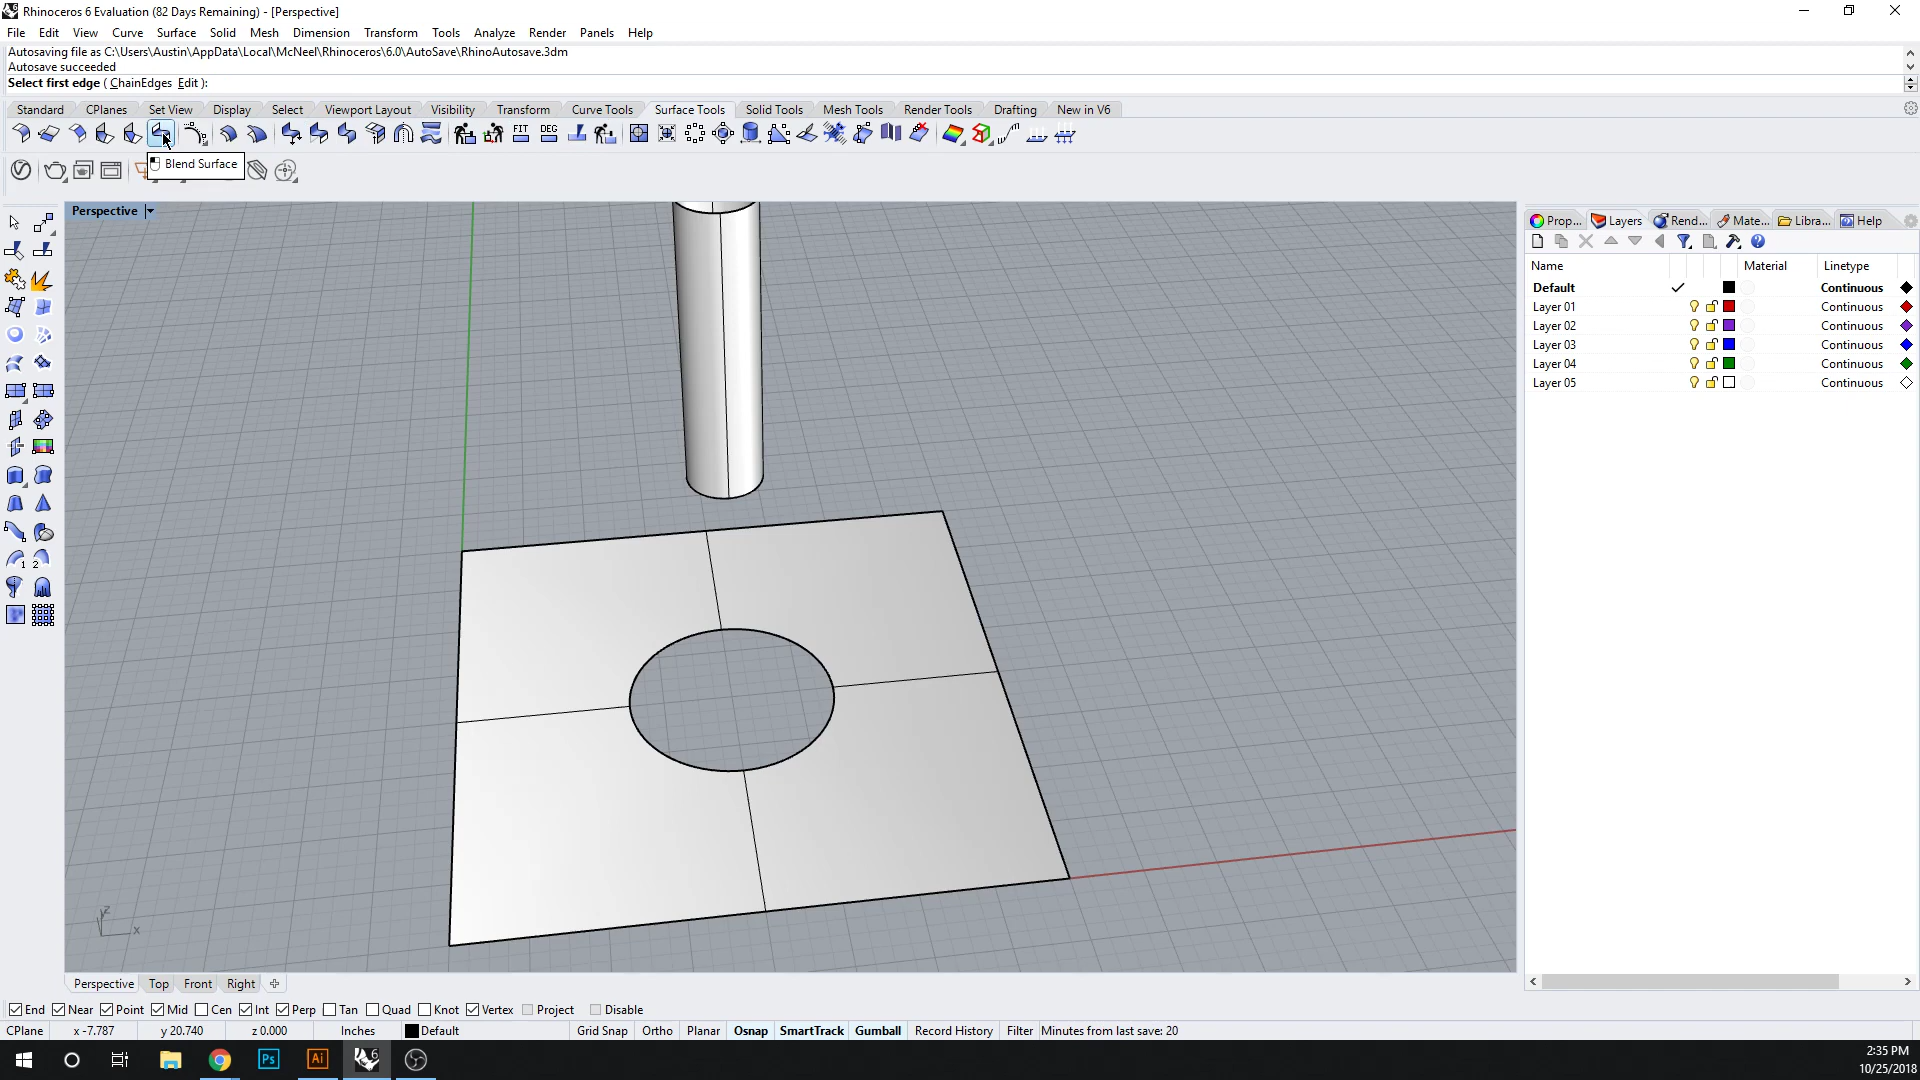 Rhinoceros 6 Evaluation (82 Days Remaining) - [Perspective]
File Edit View Curve Surface Solid Mesh Dimension Transform Tools Analyze Render Panels Help
Autosaving file as C:\Users\Austin\AppData\Local\McNeel\Rhinoceros\6.0\AutoSave\RhinoAutosave.3dm
Autosave succeeded
Select first edge ( ChainEdges Edit ):
Standard CPlanes Set View Display Select Viewport Layout Visibility Transform Curve Tools Surface Tools Solid Tools Mesh Tools Render Tools Drafting New in V6
FIT DEG
Blend Surface
Perspective
Prop... Layers Rend... Mate... Libra... Help
Name Material Linetype
Default Continuous
Layer 01 Continuous
Layer 02 Continuous
Layer 03 Continuous
Layer 04 Continuous
Layer 05 Continuous
1 2
z
y
x
Perspective Top Front Right
End Near Point Mid Cen Int Perp Tan Quad Knot Vertex Project Disable
CPlane x -7.787 y 20.740 z 0.000 Inches Default Grid Snap Ortho Planar Osnap SmartTrack Gumball Record History Filter Minutes from last save: 20
Ps Ai 6
2:35 PM
10/25/2018